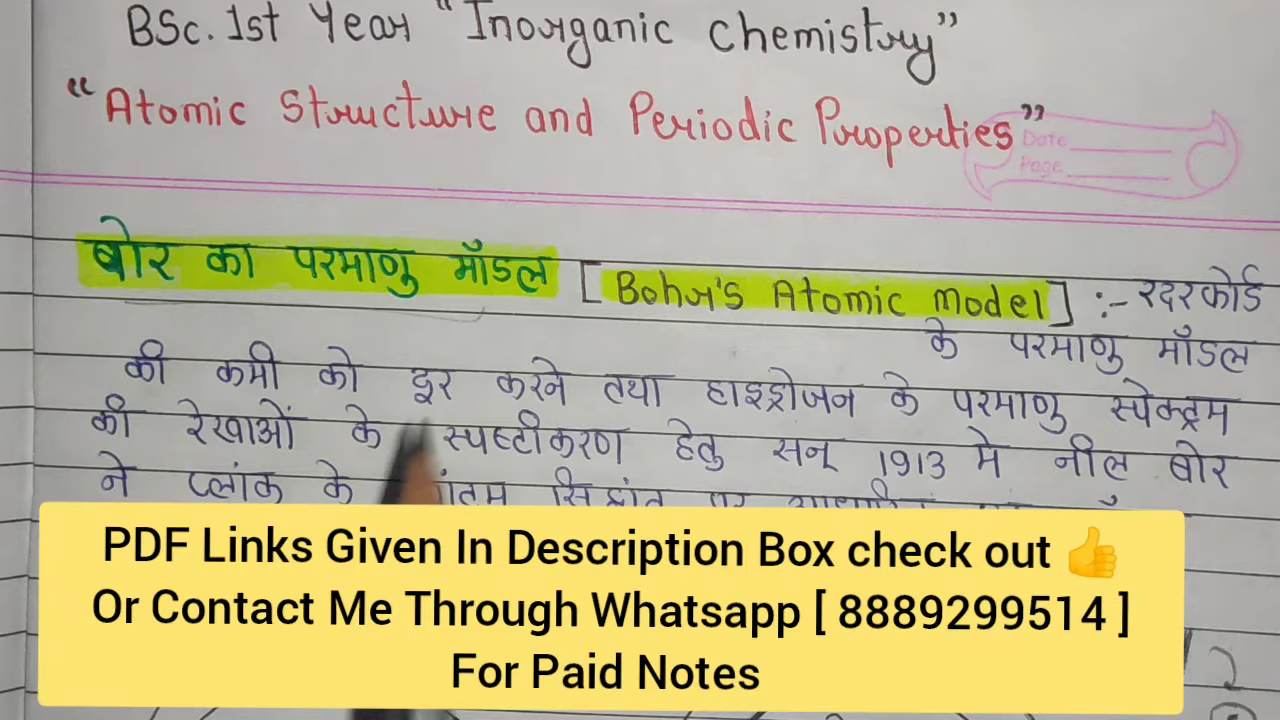 BSc. 1st Year "Inorganic Chemistry"
"Atomic Structure and Periodic Properties"
Date
Page
बोर का परमाणु मॉडल [Bohr's Atomic Model] :- रदरफोर्ड
के परमाणु मॉडल
की कमी को दूर करने तथा हाइड्रोजन के परमाणु स्पेक्ट्रम
की रेखाओं के स्पष्टीकरण हेतु सन् 1913 मे नील बोर
ने प्लांक के सिद्धांत पर
PDF Links Given In Description Box check out 👍
Or Contact Me Through Whatsapp [ 8889299514 ]
For Paid Notes